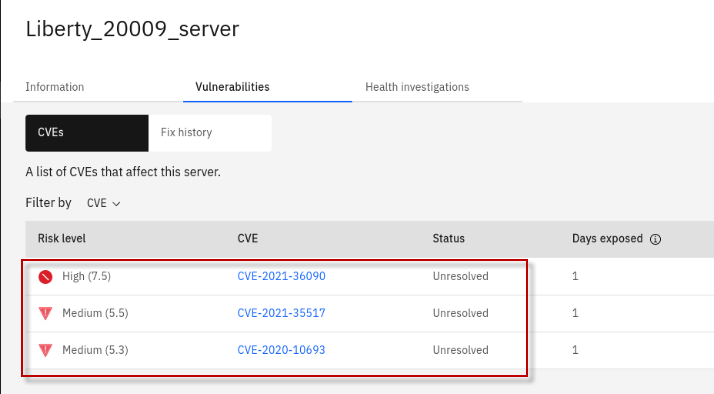 Liberty_20009_server
Information Vulnerabilities Health investigations
CVEs Fix history
A list of CVEs that affect this server.
Filter by CVE
Risk level CVE Status Days exposed
High (7.5) CVE-2021-36090 Unresolved 1
Medium (5.5) CVE-2021-35517 Unresolved 1
Medium (5.3) CVE-2020-10693 Unresolved 1